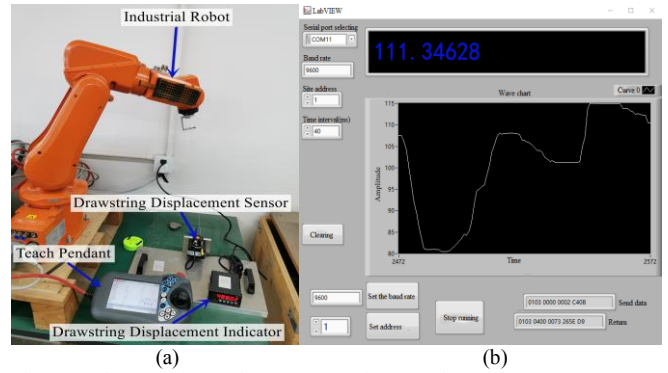 Industrial Robot
Drawstring Displacement Sensor
Teach Pendant
Drawstring Displacement Indicator
(a)
LabVIEW
Serial port selecting
COM11
Baud rate
9600
Site address
1
Time interval(ms)
40
Clearing
111.34628
Wave chart
Curve 0
Amplitude
115
110
105
100
95
90
85
80
2472
Time
2572
9600
Set the baud rate
1
Set address
Stop running
0103 0000 0002 C40B
Send data
0103 0400 0073 265E D9
Return
(b)